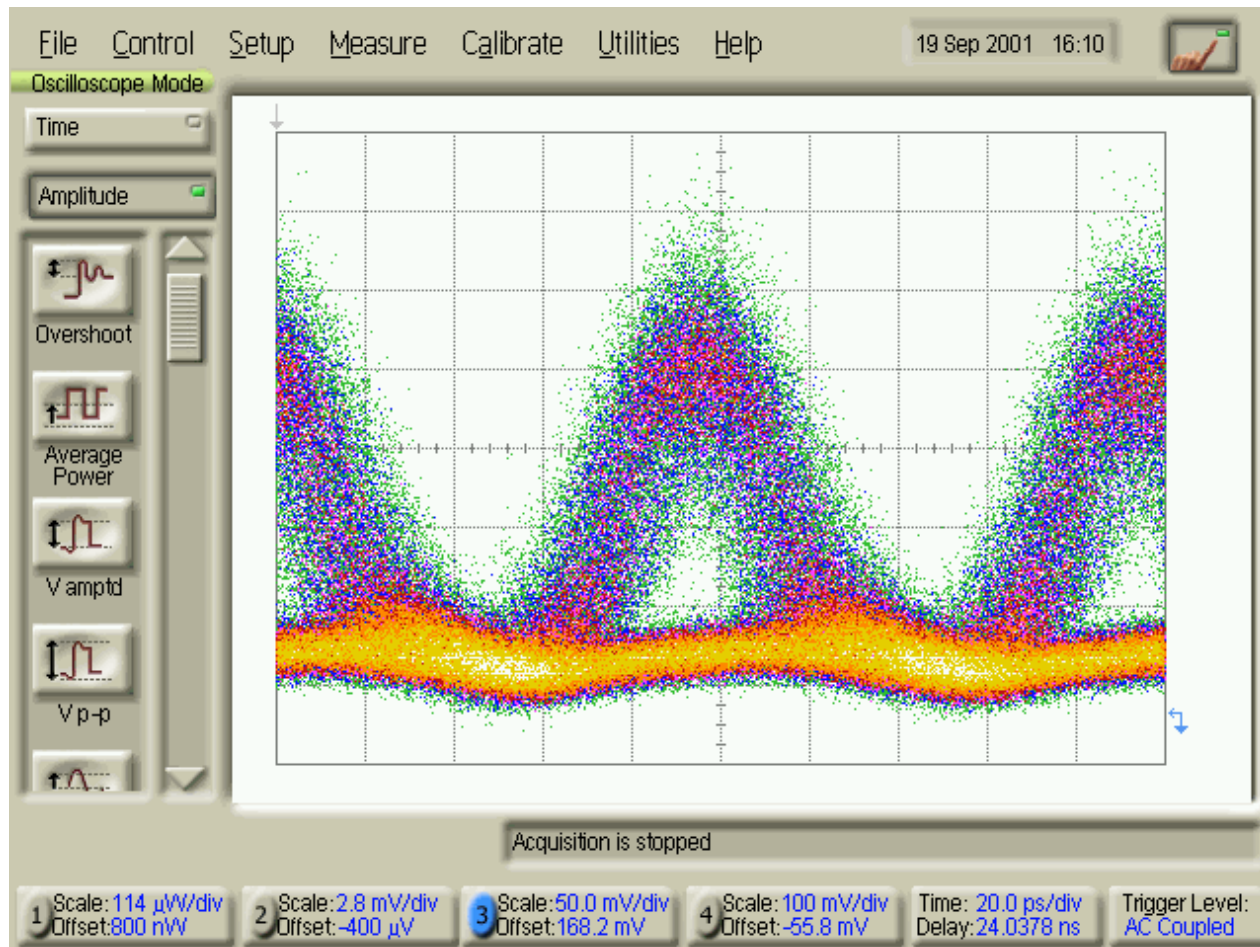 File Control Setup Measure Calibrate Utilities Help 19 Sep 2001 16:10
Oscilloscope Mode
Time
Amplitude
Overshoot
Average
Power
V amptd
V p-p
Acquisition is stopped
1 Scale: 114 µW/div
Offset: 800 nW
2 Scale: 2.8 mV/div
Offset: -400 µV
3 Scale: 50.0 mV/div
Offset: 168.2 mV
4 Scale: 100 mV/div
Offset: -55.8 mV
Time: 20.0 ps/div
Delay: 24.0378 ns
Trigger Level:
AC Coupled